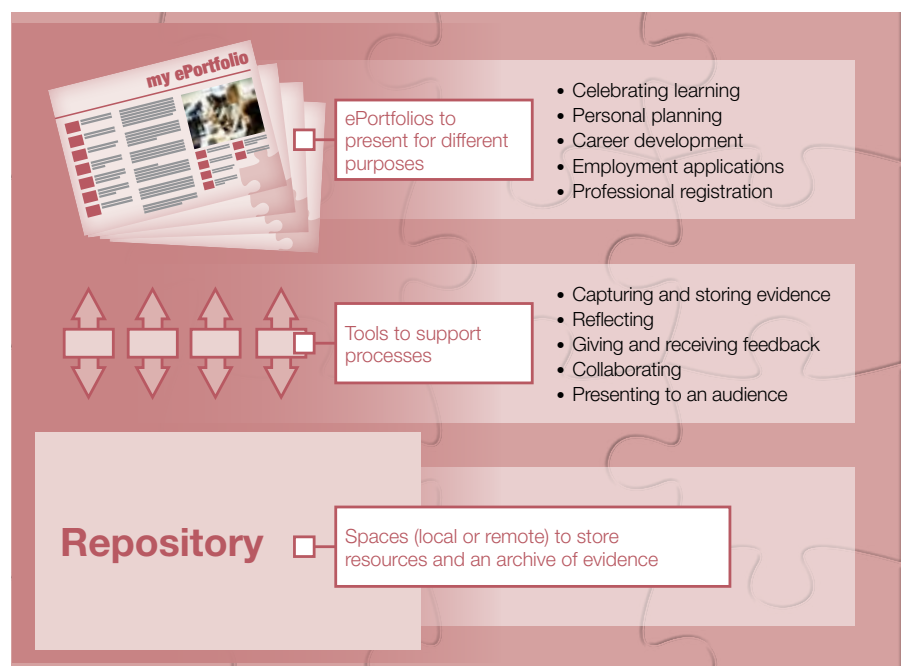 my ePortfolio
ePortfolios to
present for different
purposes
• Celebrating learning
• Personal planning
• Career development
• Employment applications
• Professional registration
Tools to support
processes
• Capturing and storing evidence
• Reflecting
• Giving and receiving feedback
• Collaborating
• Presenting to an audience
Repository
Spaces (local or remote) to store
resources and an archive of evidence